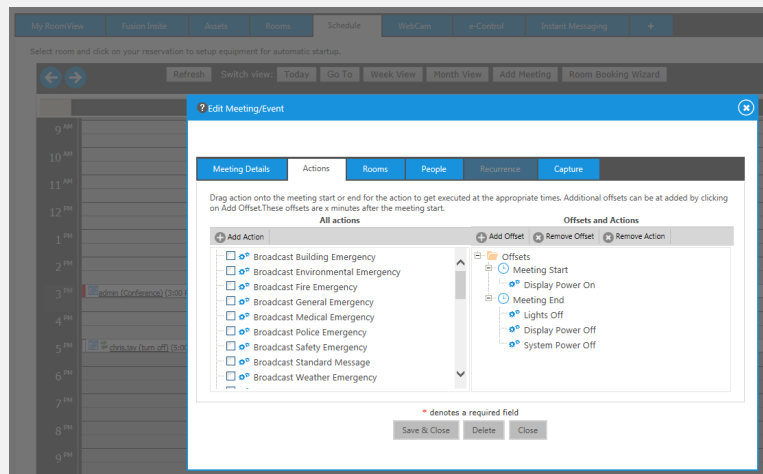 My RoomView Fusion Invite Assets Rooms Schedule WebCam e-Control Instant Messaging +
Select room and click on your reservation to setup equipment for automatic startup.
Refresh Switch view: Today Go To Week View Month View Add Meeting Room Booking Wizard
? Edit Meeting/Event
9 AM
10 AM
11 AM
12 PM
1 PM
2 PM
3 PM admin (Conference) (3:00
4 PM
5 PM chris.tsv (turn off) (5:00
6 PM
7 PM
8 PM
9 PM
Meeting Details Actions Rooms People Recurrence Capture
Drag action onto the meeting start or end for the action to get executed at the appropriate times. Additional offsets can be at added by clicking
on Add Offset.These offsets are x minutes after the meeting start.
All actions
Add Action
Broadcast Building Emergency
Broadcast Environmental Emergency
Broadcast Fire Emergency
Broadcast General Emergency
Broadcast Medical Emergency
Broadcast Police Emergency
Broadcast Safety Emergency
Broadcast Standard Message
Broadcast Weather Emergency
Offsets and Actions
Add Offset Remove Offset Remove Action
Offsets
Meeting Start
Display Power On
Meeting End
Lights Off
Display Power Off
System Power Off
* denotes a required field
Save & Close Delete Close